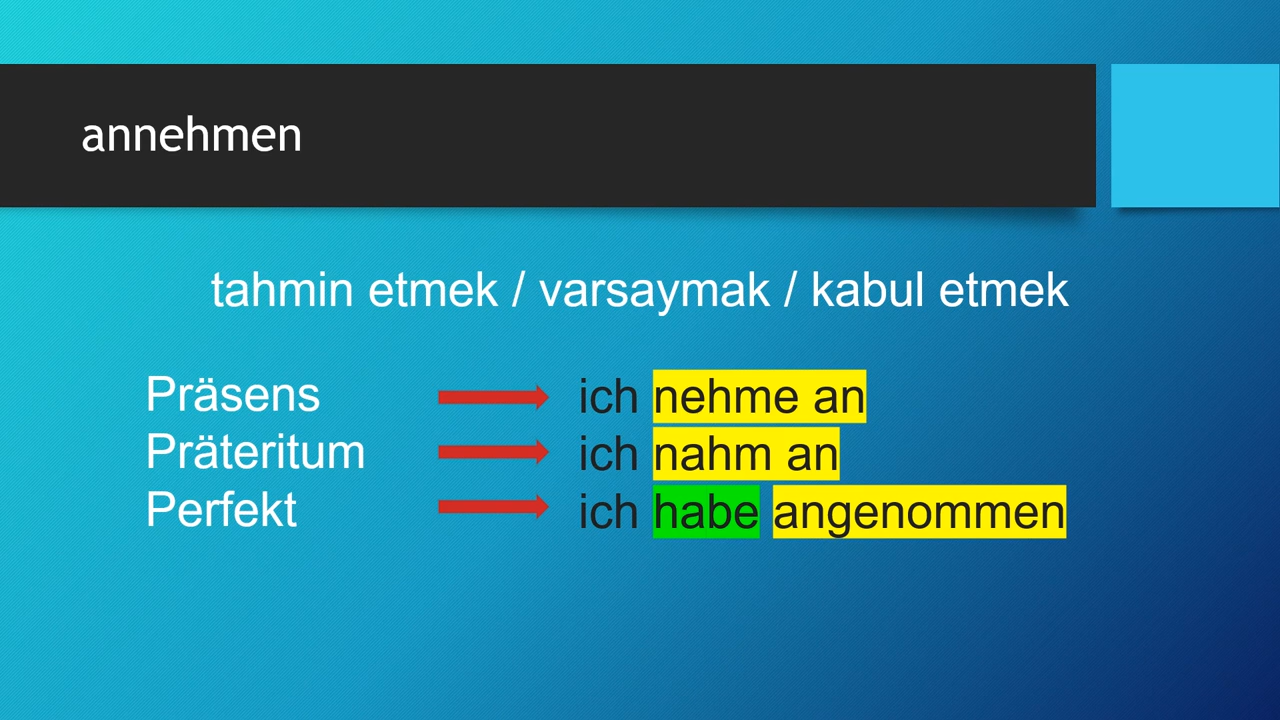 annehmen
tahmin etmek / varsaymak / kabul etmek
Präsens ich nehme an
Präteritum ich nahm an
Perfekt ich habe angenommen